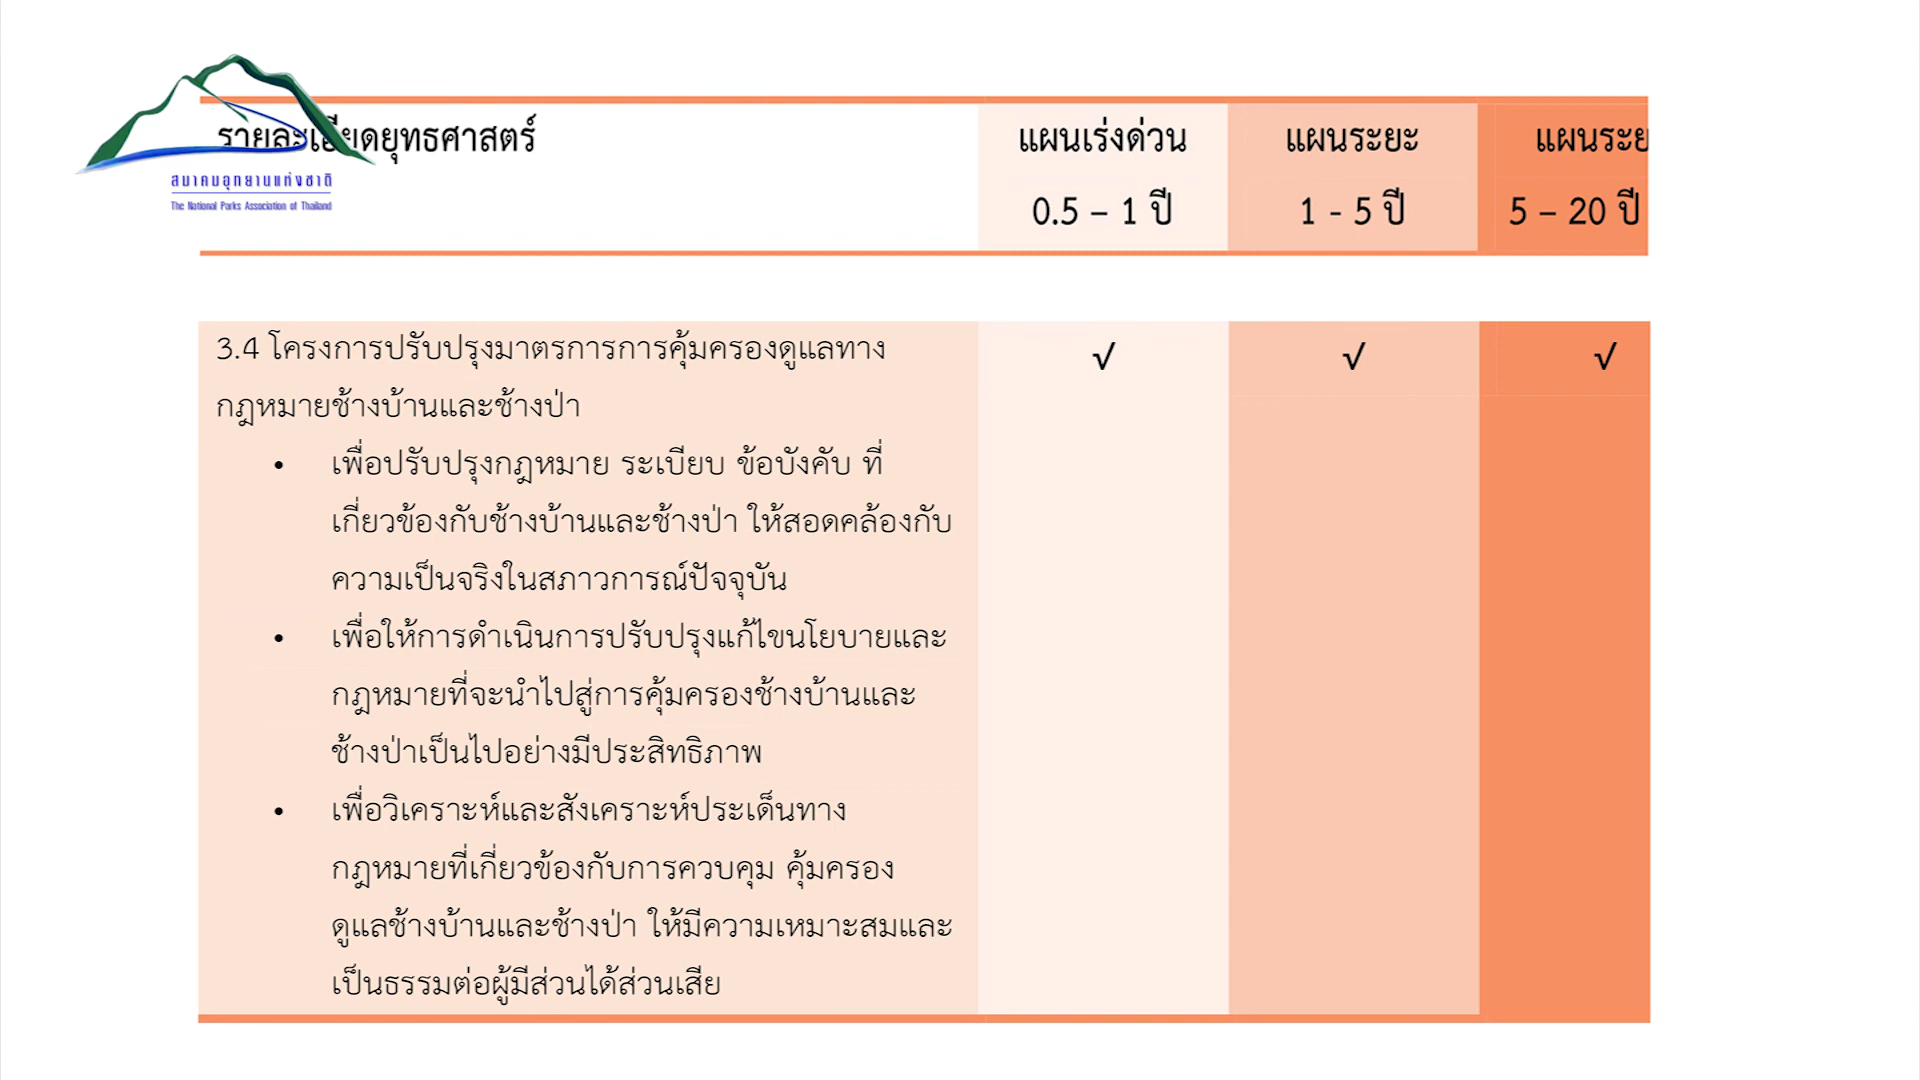 รายละเอียดยุทธศาสตร์
แผนเร่งด่วน
0.5 – 1 ปี
แผนระยะ
1 - 5 ปี
แผนระย
5 – 20 ปี
สมาคมอุทยานแห่งชาติ
The National Parks Association of Thailand
3.4 โครงการปรับปรุงมาตรการการคุ้มครองดูแลทาง
กฎหมายช้างบ้านและช้างป่า
√ √ √
• เพื่อปรับปรุงกฎหมาย ระเบียบ ข้อบังคับ ที่
เกี่ยวข้องกับช้างบ้านและช้างป่า ให้สอดคล้องกับ
ความเป็นจริงในสภาวการณ์ปัจจุบัน
• เพื่อให้การดำเนินการปรับปรุงแก้ไขนโยบายและ
กฎหมายที่จะนำไปสู่การคุ้มครองช้างบ้านและ
ช้างป่าเป็นไปอย่างมีประสิทธิภาพ
• เพื่อวิเคราะห์และสังเคราะห์ประเด็นทาง
กฎหมายที่เกี่ยวข้องกับการควบคุม คุ้มครอง
ดูแลช้างบ้านและช้างป่า ให้มีความเหมาะสมและ
เป็นธรรมต่อผู้มีส่วนได้ส่วนเสีย